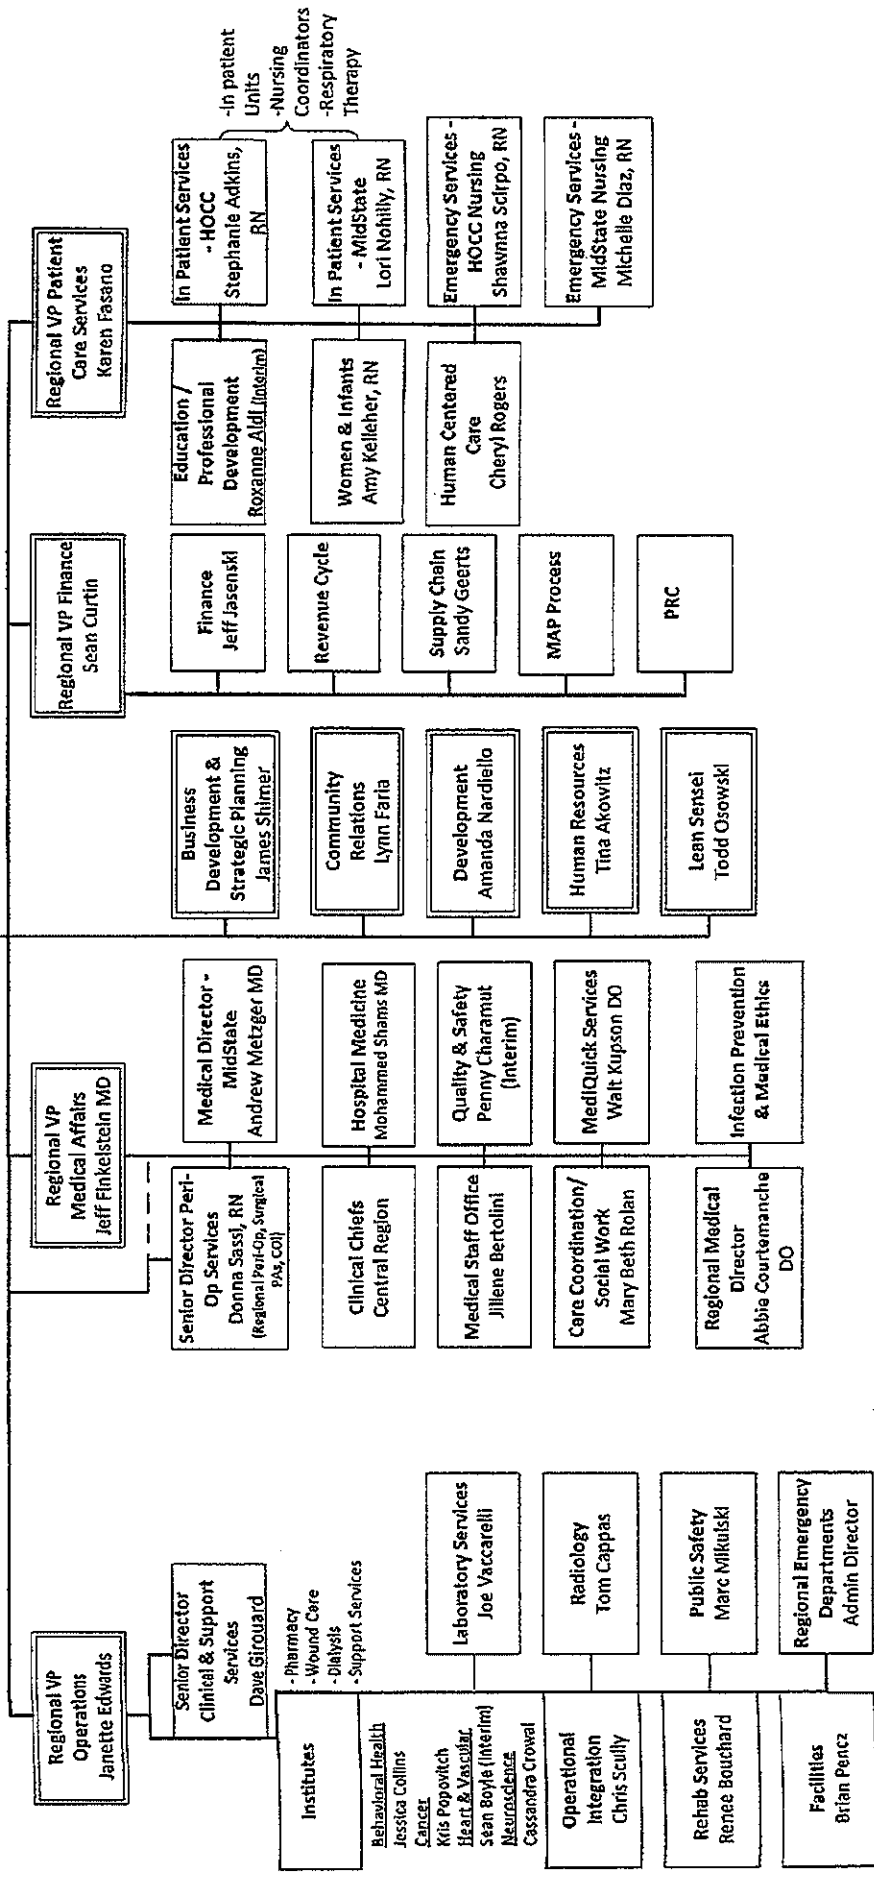 Regional VP
Operations
Janette Edwards
Senior Director
Clinical & Support
Services
Dave Girouard
- Pharmacy
- Wound Care
- Dialysis
- Support Services
Institutes
Behavioral Health
Jessica Collins
Cancer
Kris Popovitch
Heart & Vascular
Sean Boyle (Interim)
Neuroscience
Cassandra Crowal
Laboratory Services
Joe Vaccarelli
Operational
Integration
Chris Scully
Radiology
Tom Cappas
Rehab Services
Renee Bouchard
Public Safety
Marc Mikulski
Facilities
Brian Pencz
Regional Emergency
Departments
Admin Director
Regional VP
Medical Affairs
Jeff Finkelstein MD
Senior Director Peri-
Op Services
Donna Sassi, RN
(Regional Peri-Op, Surgical
PAs, COI)
Medical Director -
MidState
Andrew Metzger MD
Clinical Chiefs
Central Region
Hospital Medicine
Mohammed Shams MD
Medical Staff Office
Jillene Bertolini
Quality & Safety
Penny Charamut
(Interim)
Care Coordination/
Social Work
Mary Beth Rolan
MediQuick Services
Walt Kupson DO
Regional Medical
Director
Abbie Courtemanche
DO
Infection Prevention
& Medical Ethics
Business
Development &
Strategic Planning
James Shimer
Community
Relations
Lynn Faria
Development
Amanda Nardiello
Human Resources
Tina Akowitz
Lean Sensei
Todd Osowski
Regional VP Finance
Sean Curtin
Finance
Jeff Jasenski
Revenue Cycle
Supply Chain
Sandy Geerts
MAP Process
PRC
Regional VP Patient
Care Services
Karen Fasano
Education /
Professional
Development
Roxanne Aldi (Interim)
In Patient Services
- HOCC
Stephanie Adkins,
RN
Women & Infants
Amy Kelleher, RN
In Patient Services
- MidState
Lori Nohilly, RN
-In patient
Units
-Nursing
Coordinators
-Respiratory
Therapy
Human Centered
Care
Cheryl Rogers
Emergency Services -
HOCC Nursing
Shawnna Scirpo, RN
Emergency Services -
MidState Nursing
Michelle Diaz, RN